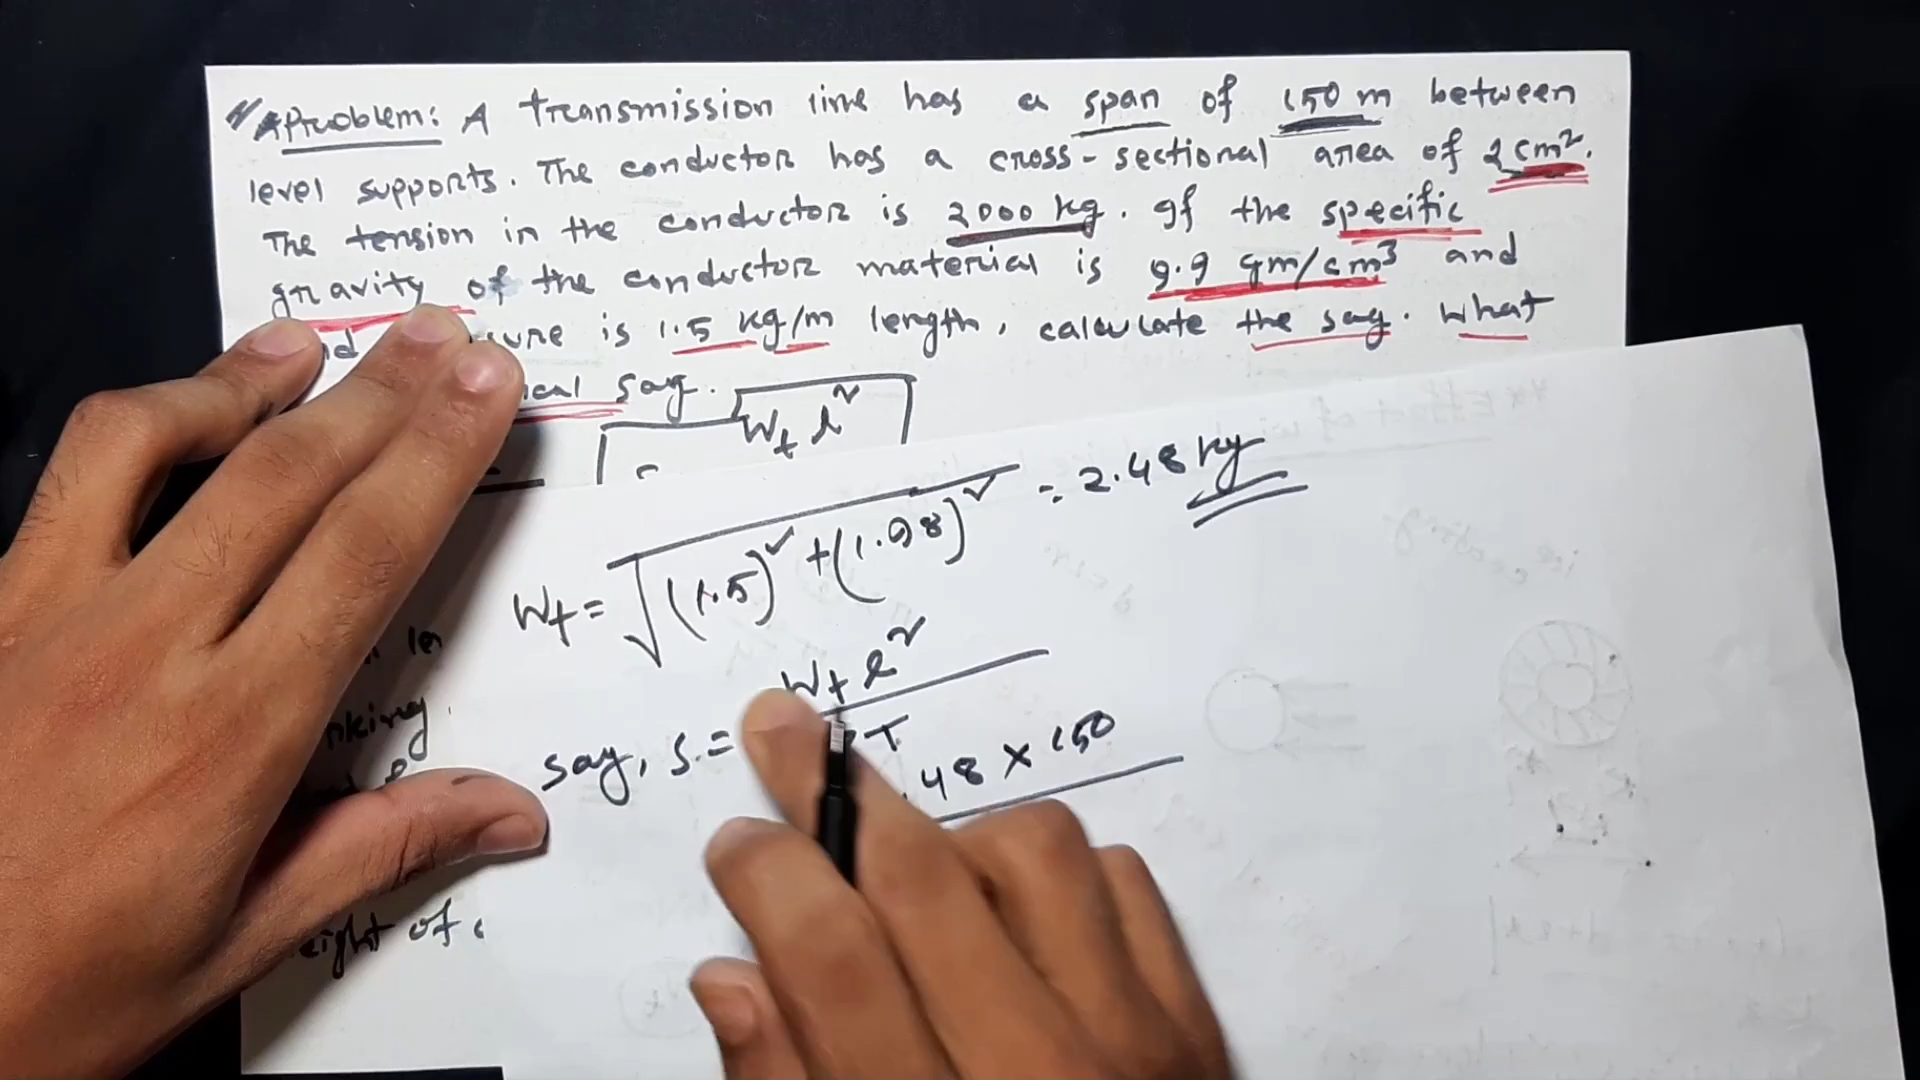 Problem: A transmission line has a span of 150 m between
level supports. The conductor has a cross-sectional area of 2 cm².
The tension in the conductor is 2000 kg. If the specific
gravity of the conductor material is 9.9 gm/cm³ and
is 1.5 kg/m length, calculate the sag. What
sag.
Wt l²
Wt = √(1.5)² + (1.98)² = 2.48 kg
Wt l²
sag, S =
T
48 × 150